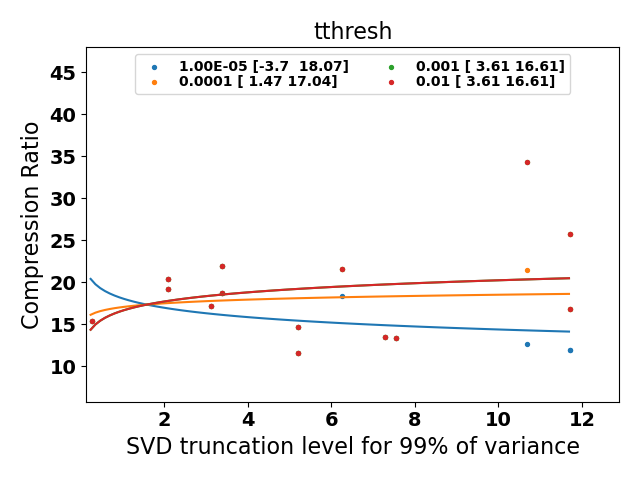 tthresh
1.00E-05 [-3.7  18.07]
0.0001 [ 1.47 17.04]
0.001 [ 3.61 16.61]
0.01 [ 3.61 16.61]
Compression Ratio
45
40
35
30
25
20
15
10
2 4 6 8 10 12
SVD truncation level for 99% of variance